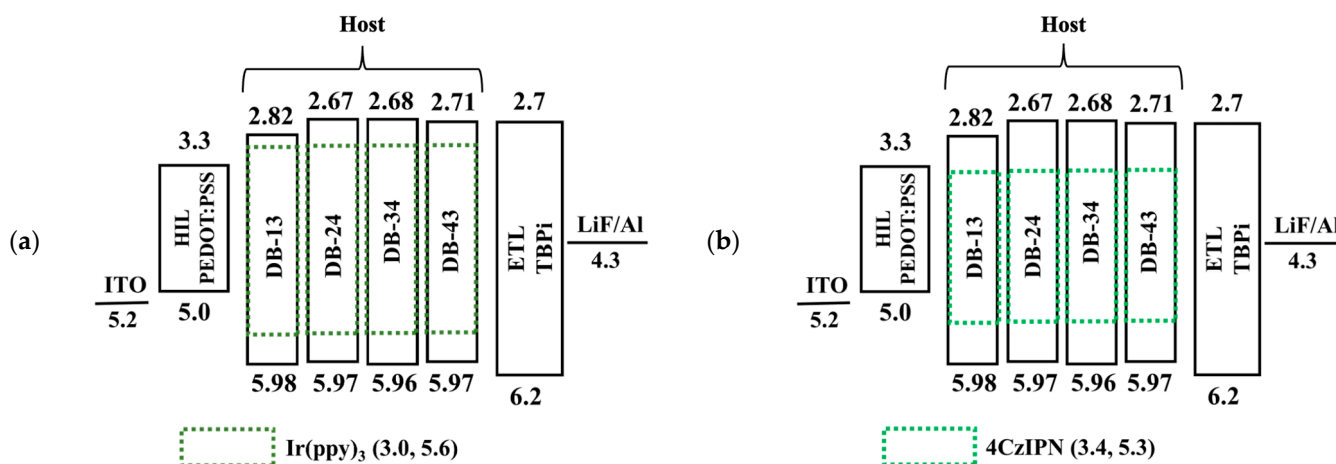 (a)
Host
2.82 2.67 2.68 2.71 2.7
3.3
HIL
PEDOT:PSS
DB-13
DB-24
DB-34
DB-43
ETL
TBPi
LiF/Al
4.3
ITO
5.2
5.0
5.98 5.97 5.96 5.97 6.2
Ir(ppy)₃ (3.0, 5.6)
(b)
Host
2.82 2.67 2.68 2.71 2.7
3.3
HIL
PEDOT:PSS
DB-13
DB-24
DB-34
DB-43
ETL
TBPi
LiF/Al
4.3
ITO
5.2
5.0
5.98 5.97 5.96 5.97 6.2
4CzIPN (3.4, 5.3)